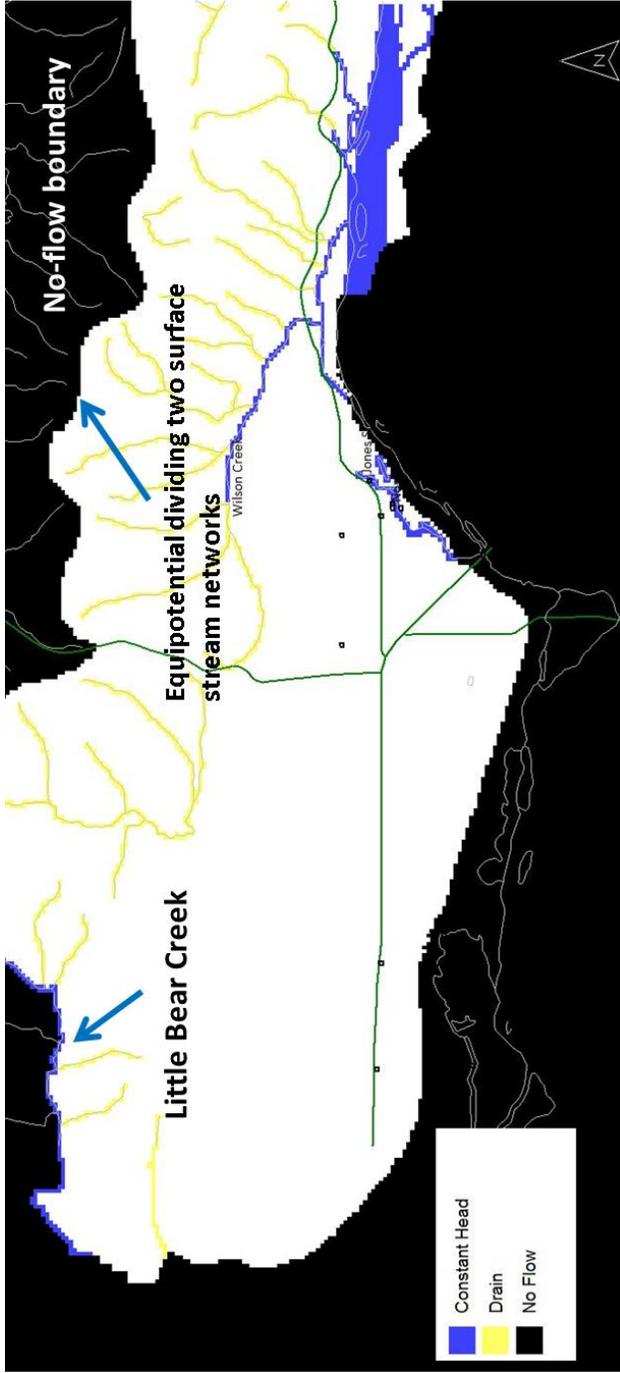 No-flow boundary
Equipotential dividing two surface
stream networks
Little Bear Creek
Wilson Creek
Jones
N
Constant Head
Drain
No Flow